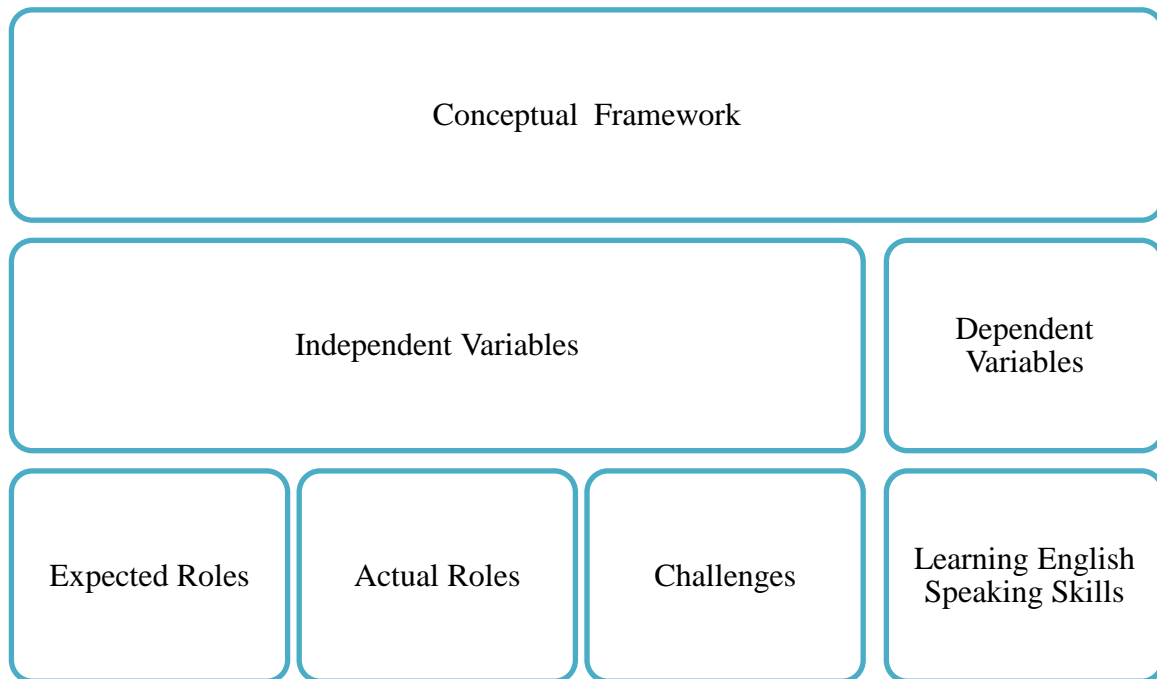 Conceptual  Framework
Independent Variables
Dependent
Variables
Expected Roles
Actual Roles
Challenges
Learning English
Speaking Skills